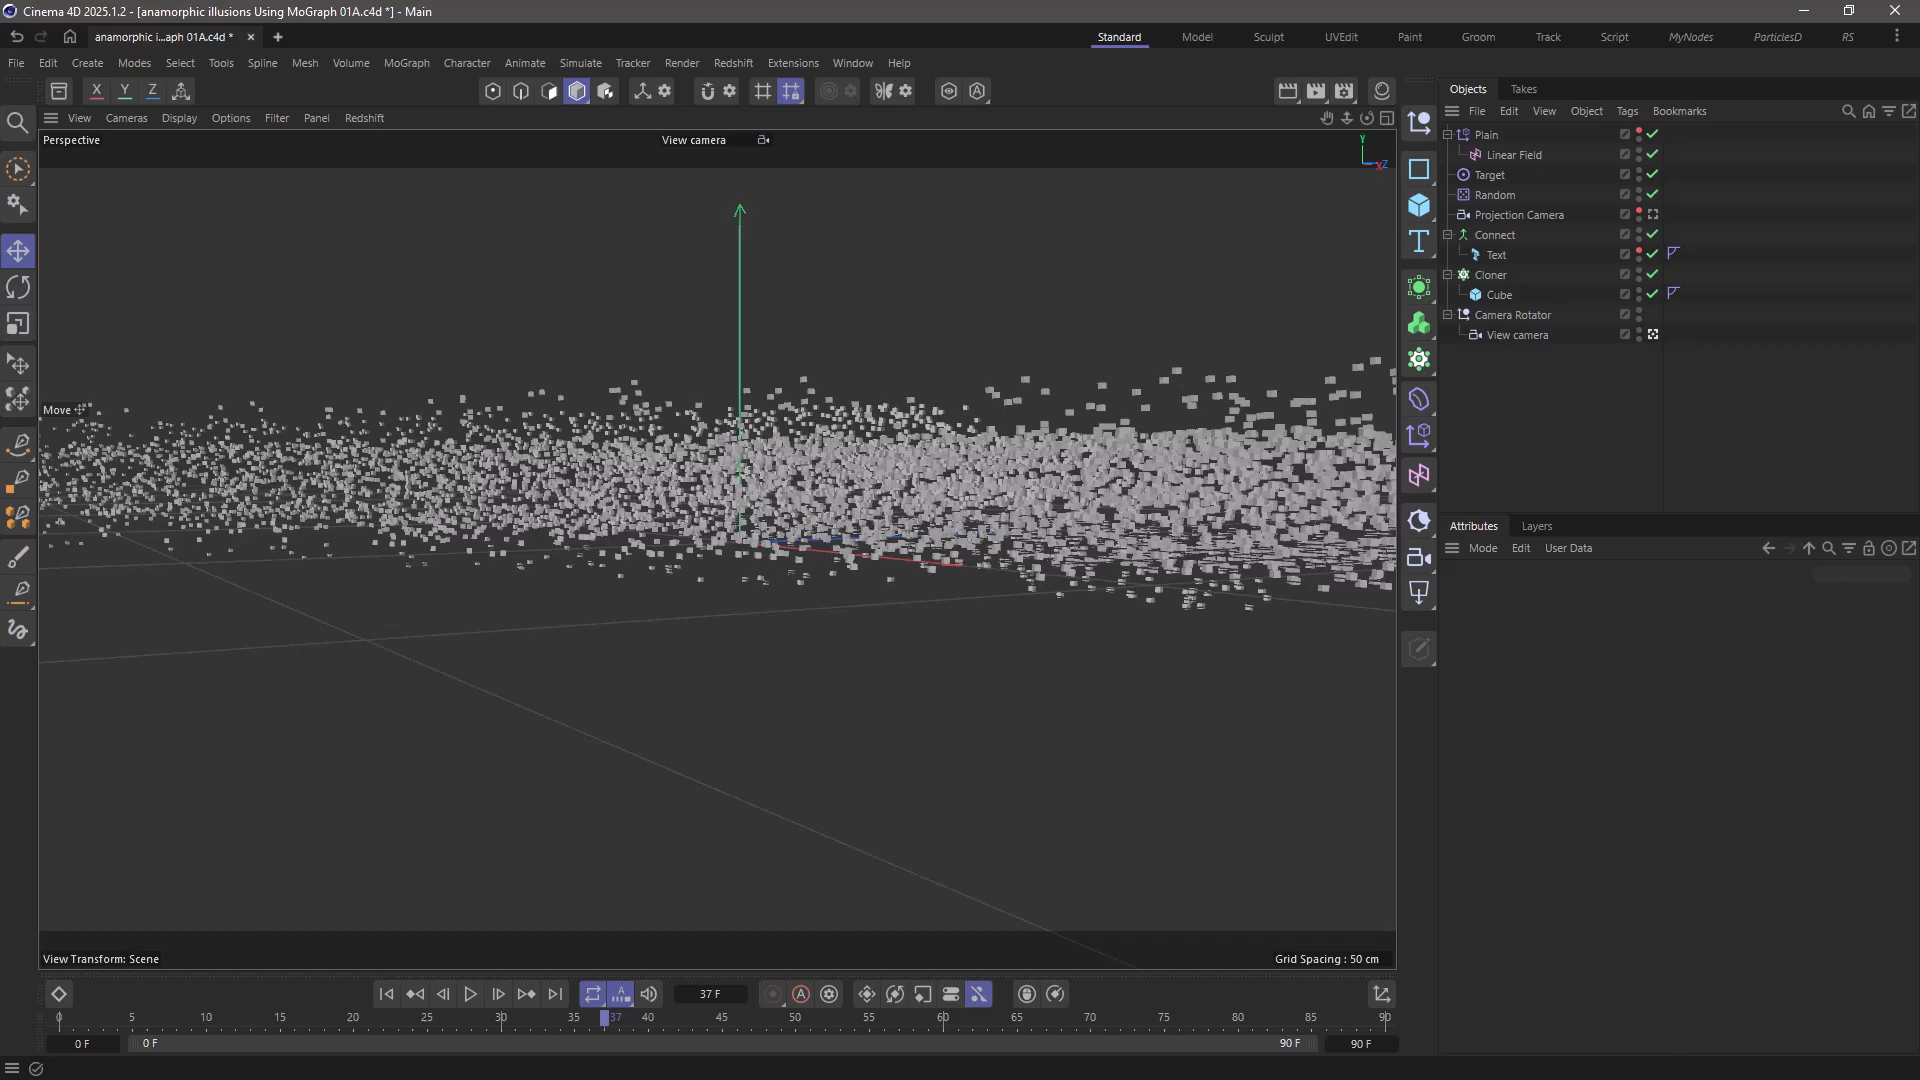 Cinema 4D 2025.1.2 - [anamorphic illusions Using MoGraph 01A.c4d *] - Main
anamorphic i...aph 01A.c4d *
Standard Model Sculpt UVEdit Paint Groom Track Script MyNodes ParticlesD RS
File Edit Create Modes Select Tools Spline Mesh Volume MoGraph Character Animate Simulate Tracker Render Redshift Extensions Window Help
X Y Z
Objects Takes
View Cameras Display Options Filter Panel Redshift
File Edit View Object Tags Bookmarks
Perspective
View camera
Y
X
Z
Plain
Linear Field
Target
Random
Projection Camera
Connect
Text
Cloner
Cube
Camera Rotator
View camera
Move
Attributes Layers
Mode Edit User Data
View Transform: Scene
Grid Spacing : 50 cm
37 F
0 5 10 15 20 25 30 35 37 40 45 50 55 60 65 70 75 80 85 90
0 F 0 F 90 F 90 F